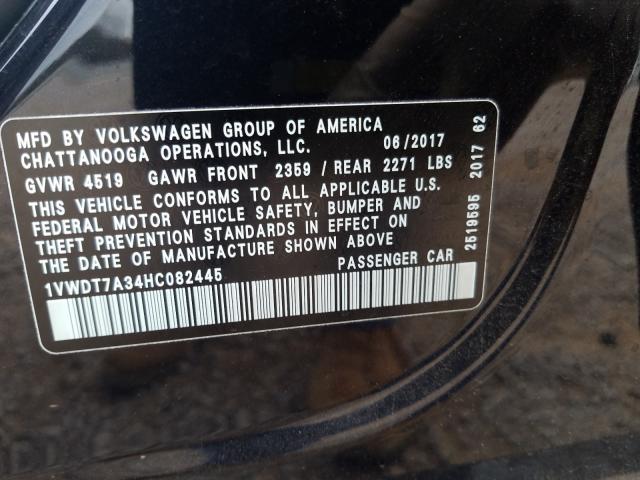 MFD BY VOLKSWAGEN GROUP OF AMERICA
CHATTANOOGA OPERATIONS, LLC. 06/2017
GVWR 4519 GAWR FRONT 2359 / REAR 2271 LBS
THIS VEHICLE CONFORMS TO ALL APPLICABLE U.S.
FEDERAL MOTOR VEHICLE SAFETY, BUMPER AND
THEFT PREVENTION STANDARDS IN EFFECT ON
THE DATE OF MANUFACTURE SHOWN ABOVE
1VWDT7A34HC082445 PASSENGER CAR
2519595 2017 62